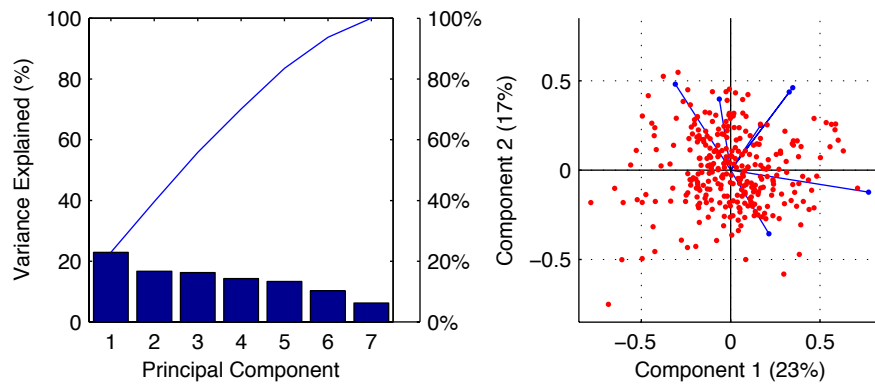 Variance Explained (%)
100
80
60
40
20
0
100%
80%
60%
40%
20%
0%
1 2 3 4 5 6 7
Principal Component
Component 2 (17%)
0.5
0
−0.5
−0.5 0 0.5
Component 1 (23%)